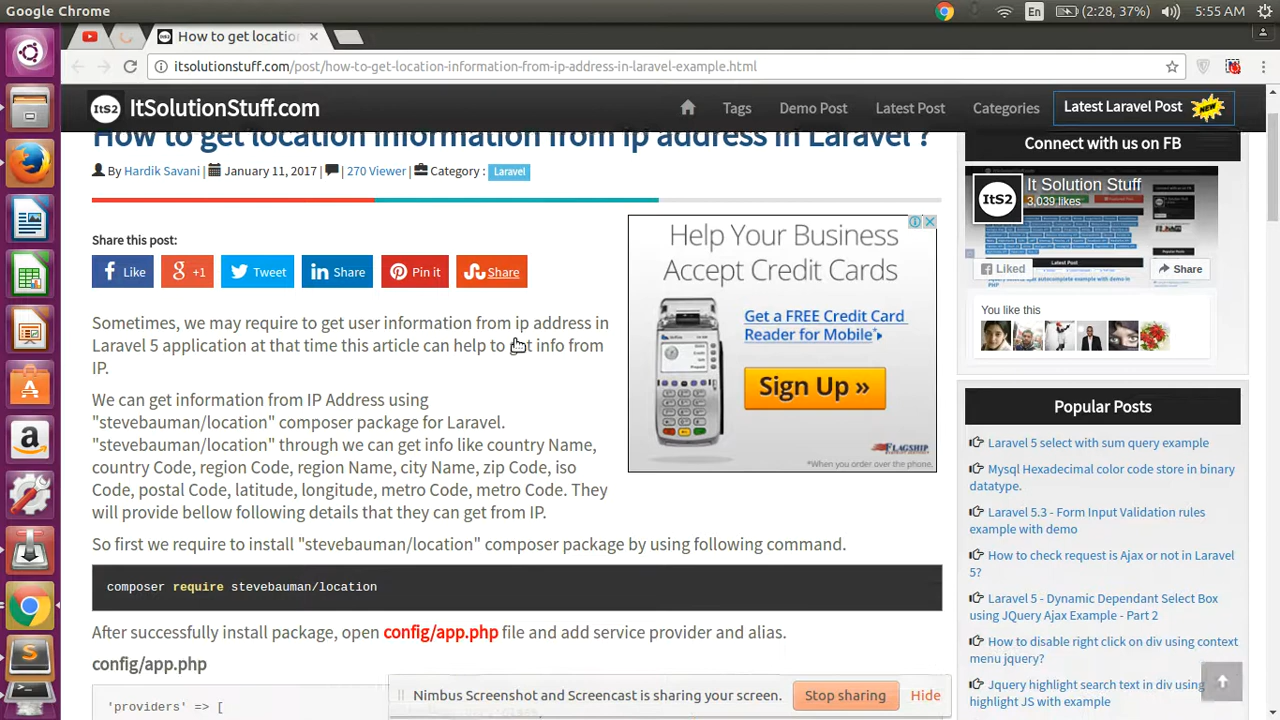 Google Chrome
En
(2:28, 37%)
5:55 AM
How to get locatio
itsolutionstuff.com/post/how-to-get-location-information-from-ip-address-in-laravel-example.html
ItS2
ItSolutionStuff.com
Tags
Demo Post
Latest Post
Categories
Latest Laravel Post
NEW
How to get location information from ip address in Laravel ?
By Hardik Savani | January 11, 2017 | 270 Viewer | Category : Laravel
Share this post:
Like
g +1
Tweet
Share
Pin it
Share
Sometimes, we may require to get user information from ip address in
Laravel 5 application at that time this article can help to get info from
IP.
We can get information from IP Address using
"stevebauman/location" composer package for Laravel.
"stevebauman/location" through we can get info like country Name,
country Code, region Code, region Name, city Name, zip Code, iso
Code, postal Code, latitude, longitude, metro Code, metro Code. They
will provide bellow following details that they can get from IP.
Help Your Business
Accept Credit Cards
Get a FREE Credit Card
Reader for Mobile*
Sign Up »
FLAGSHIP
*When you order over the phone.
So first we require to install "stevebauman/location" composer package by using following command.
composer require stevebauman/location
After successfully install package, open config/app.php file and add service provider and alias.
config/app.php
'providers' => [
Connect with us on FB
ItS2
It Solution Stuff
3,039 likes
Liked
Share
You like this
Popular Posts
Laravel 5 select with sum query example
Mysql Hexadecimal color code store in binary
datatype.
Laravel 5.3 - Form Input Validation rules
example with demo
How to check request is Ajax or not in Laravel
5?
Laravel 5 - Dynamic Dependant Select Box
using JQuery Ajax Example - Part 2
How to disable right click on div using context
menu jquery?
Jquery highlight search text in div using
highlight JS with example
Nimbus Screenshot and Screencast is sharing your screen.
Stop sharing
Hide